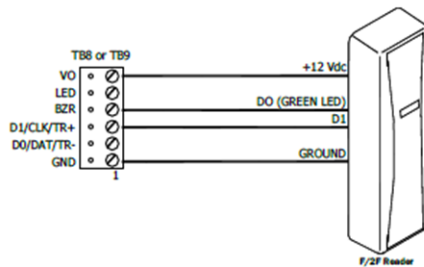 TB8 or TB9
VO
LED
BZR
D1/CLK/TR+
D0/DAT/TR-
GND
1
+12 Vdc
DO (GREEN LED)
D1
GROUND
F/2F Reader